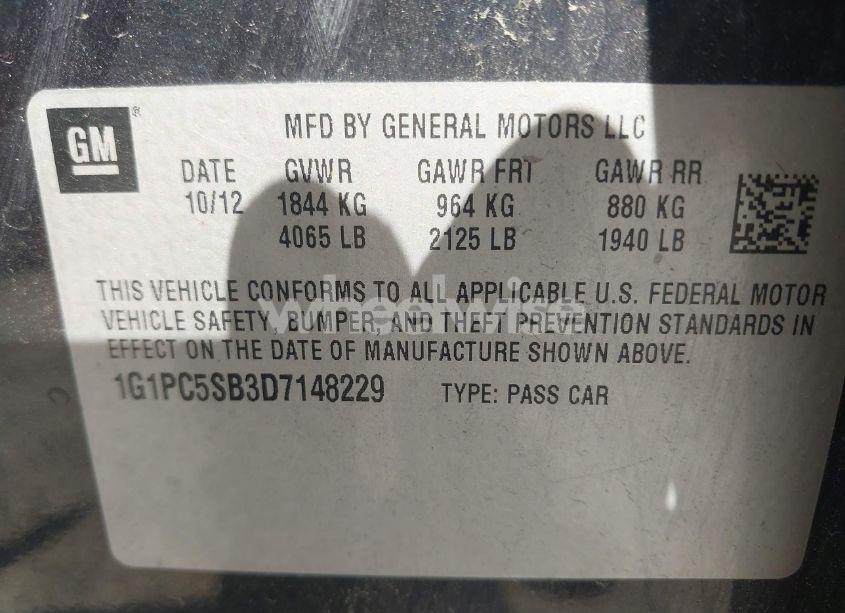 GM ®
MFD BY GENERAL MOTORS LLC
DATE GVWR GAWR FRT GAWR RR
10/12 1844 KG 964 KG 880 KG
4065 LB 2125 LB 1940 LB
THIS VEHICLE CONFORMS TO ALL APPLICABLE U.S. FEDERAL MOTOR
VEHICLE SAFETY, BUMPER, AND THEFT PREVENTION STANDARDS IN
EFFECT ON THE DATE OF MANUFACTURE SHOWN ABOVE.
1G1PC5SB3D7148229 TYPE: PASS CAR